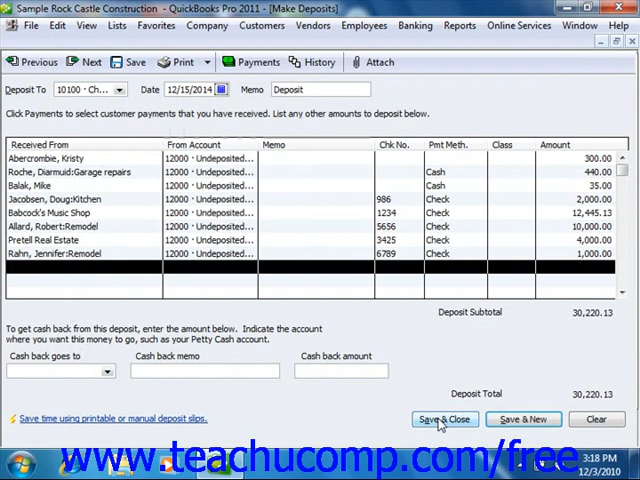 Sample Rock Castle Construction - QuickBooks Pro 2011 - [Make Deposits]
File Edit View Lists Favorites Company Customers Vendors Employees Banking Reports Online Services Window Help
Previous Next Save Print Payments History Attach
Deposit To 10100 · Ch... Date 12/15/2014 Memo Deposit
Click Payments to select customer payments that you have received. List any other amounts to deposit below.
Received From From Account Memo Chk No. Pmt Meth. Class Amount
Abercrombie, Kristy 12000 · Undeposited... 300.00
Roche, Diarmuid:Garage repairs 12000 · Undeposited... Cash 440.00
Balak, Mike 12000 · Undeposited... Cash 35.00
Jacobsen, Doug:Kitchen 12000 · Undeposited... 986 Check 2,000.00
Babcock's Music Shop 12000 · Undeposited... 1234 Check 12,445.13
Allard, Robert:Remodel 12000 · Undeposited... 5656 Check 10,000.00
Pretell Real Estate 12000 · Undeposited... 3425 Check 4,000.00
Rahn, Jennifer:Remodel 12000 · Undeposited... 6789 Check 1,000.00
Deposit Subtotal 30,220.13
To get cash back from this deposit, enter the amount below. Indicate the account
where you want this money to go, such as your Petty Cash account.
Cash back goes to Cash back memo Cash back amount
Deposit Total 30,220.13
Save time using printable or manual deposit slips. Save & Close Save & New Clear
www.teachucomp.com/free
3:18 PM
12/3/2010